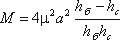 M = 4μ²a² (h_б − h_c) / (h_б h_c)